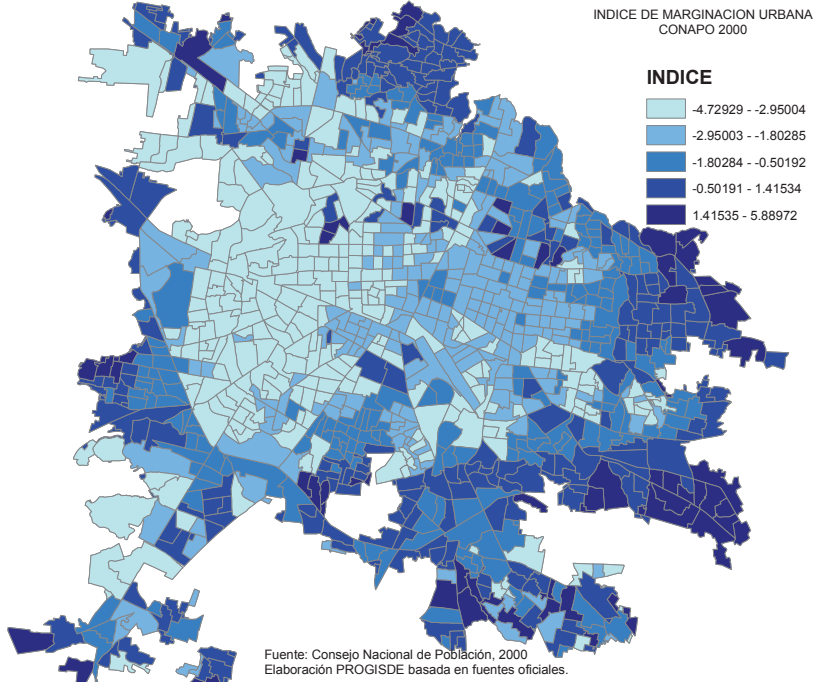 INDICE DE MARGINACION URBANA
CONAPO 2000
INDICE
-4.72929 - -2.95004
-2.95003 - -1.80285
-1.80284 - -0.50192
-0.50191 - 1.41534
1.41535 - 5.88972
Fuente: Consejo Nacional de Población, 2000
Elaboración PROGISDE basada en fuentes oficiales.